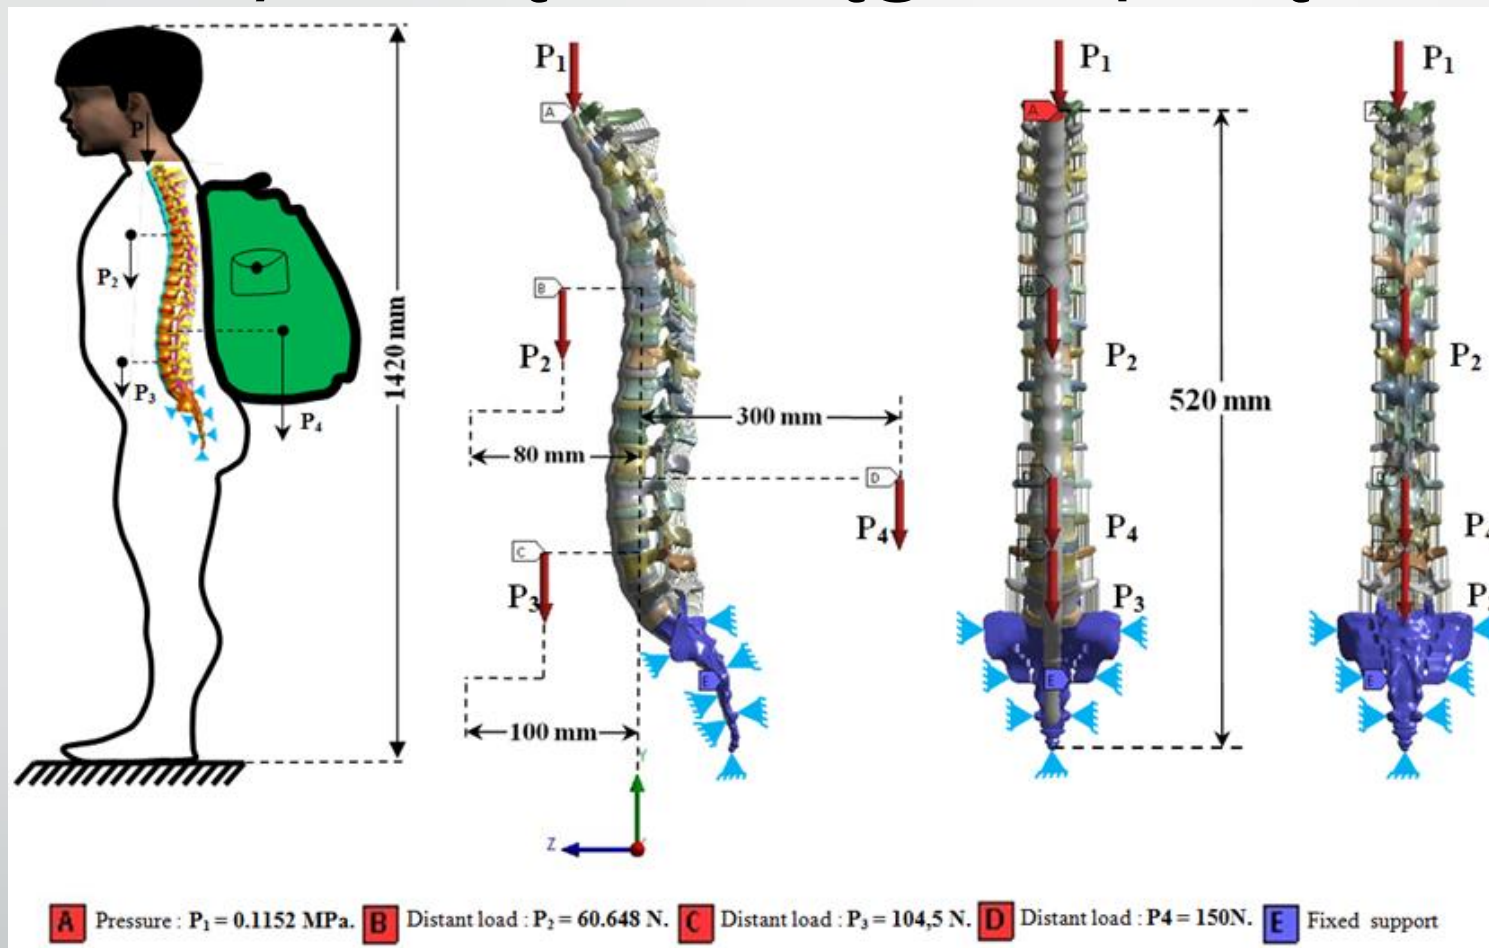 P
P2
P3
P4
1420 mm
P1
A
B
P2
80 mm
300 mm
D
P4
C
P3
100 mm
E
Y
Z
P1
A
B
P2
520 mm
D
P4
P3
E
P1
A
B
P2
D
E
A Pressure : P1 = 0.1152 MPa. B Distant load : P2 = 60.648 N. C Distant load : P3 = 104,5 N. D Distant load : P4 = 150N. E Fixed support